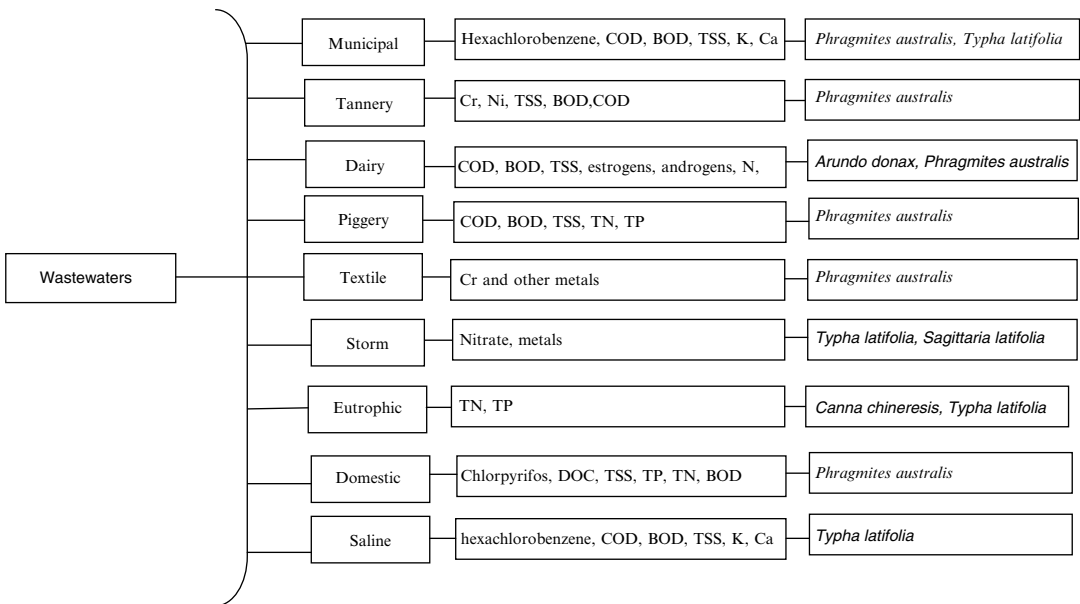 Municipal
Hexachlorobenzene, COD, BOD, TSS, K, Ca
Phragmites australis, Typha latifolia
Tannery
Cr, Ni, TSS, BOD,COD
Phragmites australis
Dairy
COD, BOD, TSS, estrogens, androgens, N,
Arundo donax, Phragmites australis
Piggery
COD, BOD, TSS, TN, TP
Phragmites australis
Wastewaters
Textile
Cr and other metals
Phragmites australis
Storm
Nitrate, metals
Typha latifolia, Sagittaria latifolia
Eutrophic
TN, TP
Canna chineresis, Typha latifolia
Domestic
Chlorpyrifos, DOC, TSS, TP, TN, BOD
Phragmites australis
Saline
hexachlorobenzene, COD, BOD, TSS, K, Ca
Typha latifolia